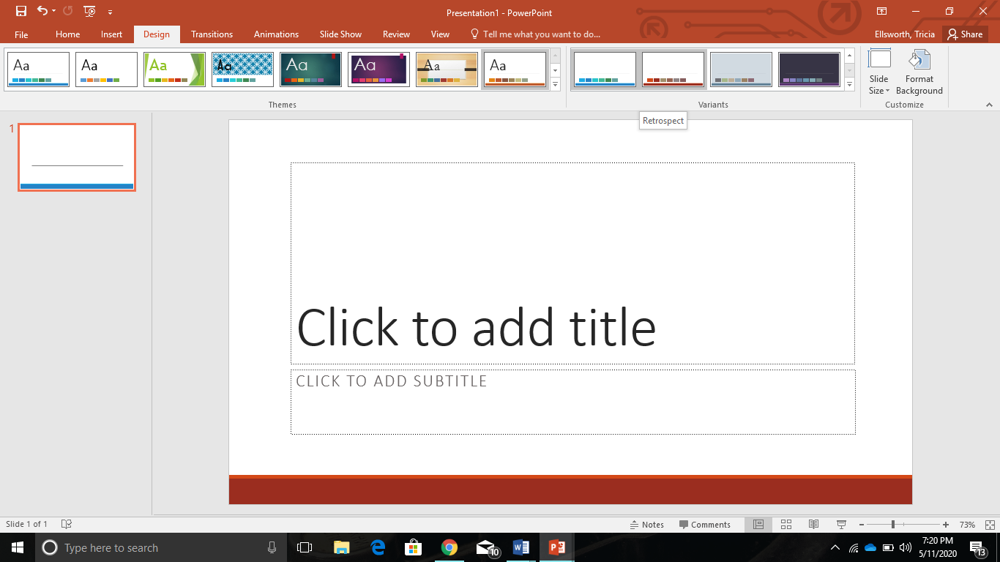 Presentation1 - PowerPoint
File Home Insert Design Transitions Animations Slide Show Review View Tell me what you want to do... Ellsworth, Tricia Share
Aa Aa Aa Aa Aa Aa Aa Aa
Slide Size
Format Background
Themes Variants Customize
Retrospect
1
Click to add title
CLICK TO ADD SUBTITLE
Slide 1 of 1 Notes Comments 73%
Type here to search 10 7:20 PM
5/11/2020 13